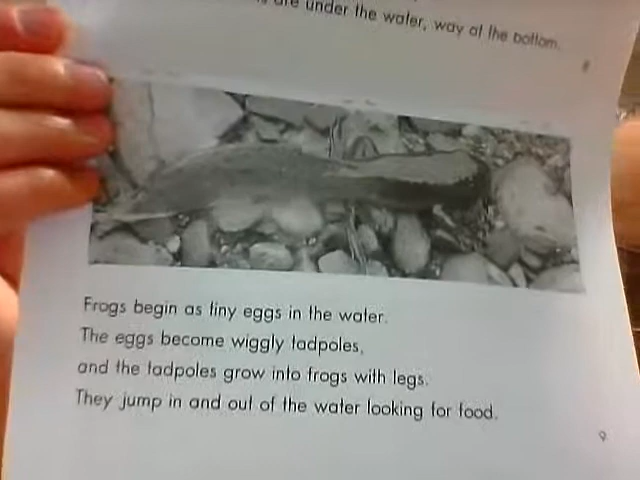 are under the water, way at the bottom.
8
Frogs begin as tiny eggs in the water.
The eggs become wiggly tadpoles,
and the tadpoles grow into frogs with legs.
They jump in and out of the water looking for food.
9